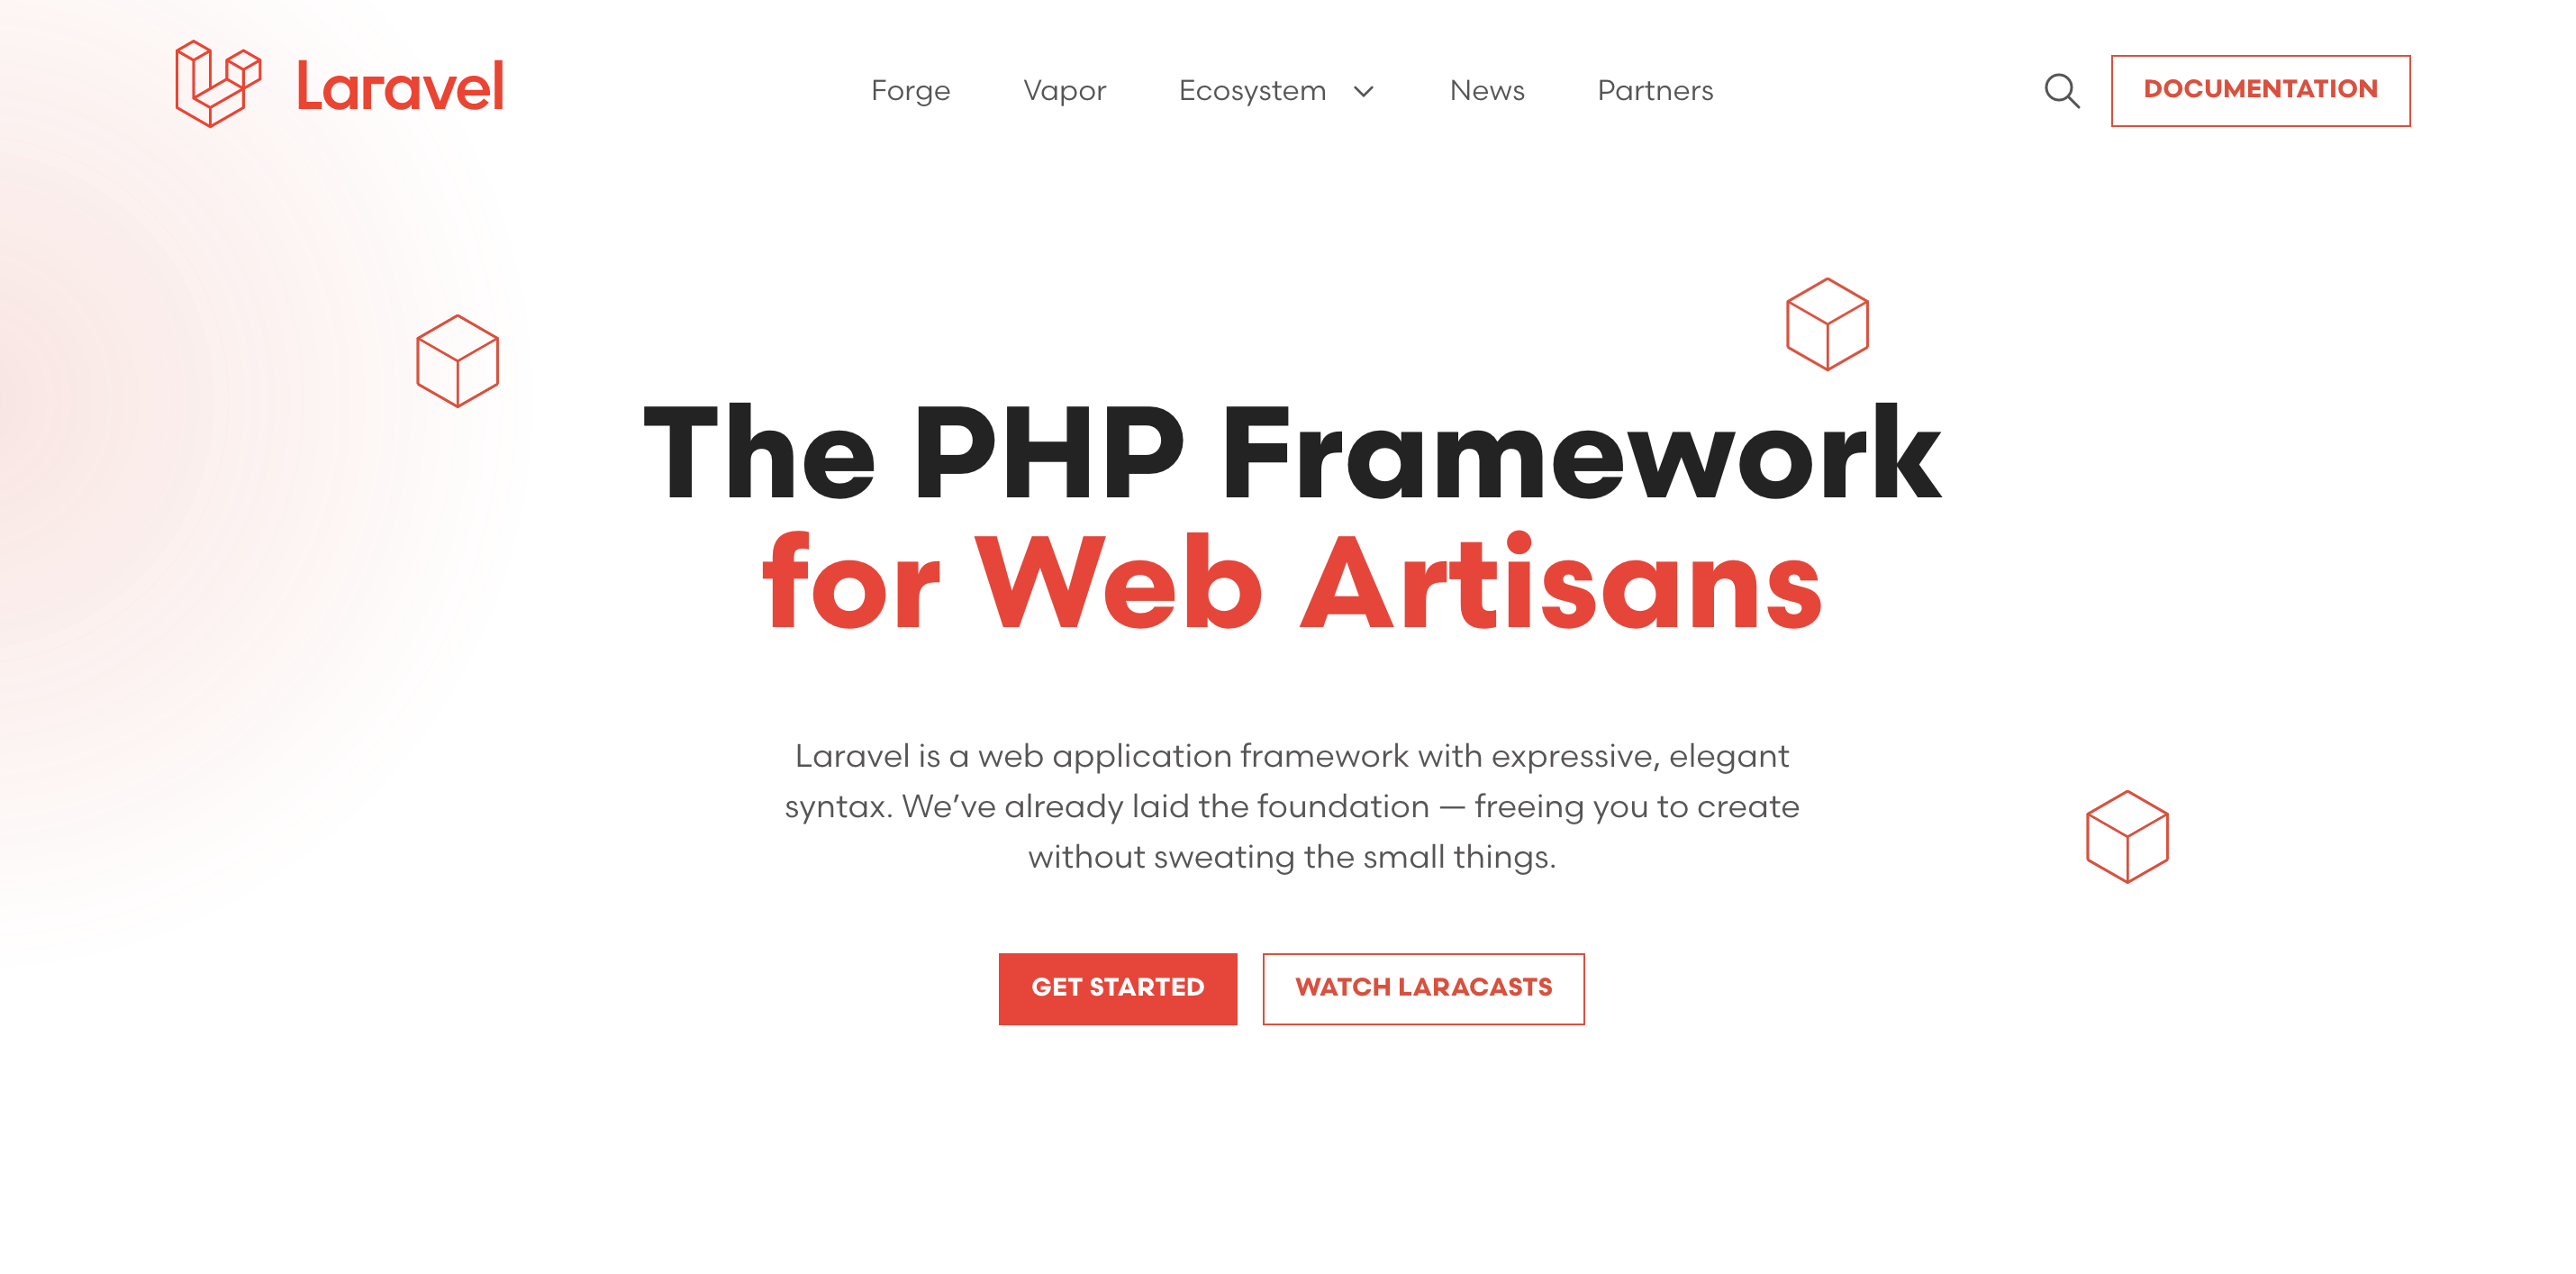 Laravel
Forge
Vapor
Ecosystem
News
Partners
DOCUMENTATION
The PHP Framework
for Web Artisans
Laravel is a web application framework with expressive, elegant
syntax. We’ve already laid the foundation — freeing you to create
without sweating the small things.
GET STARTED
WATCH LARACASTS